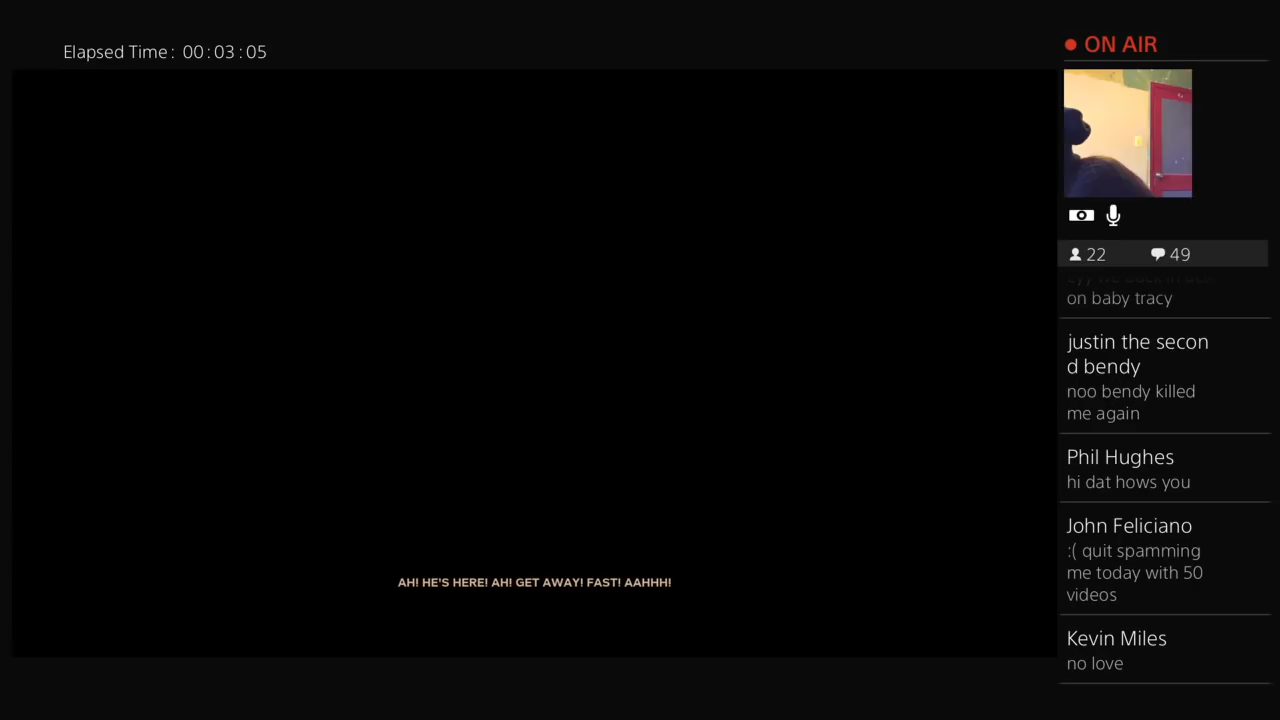 Elapsed Time: 00:03:05
ON AIR
22 49
on baby tracy
justin the secon
d bendy
noo bendy killed
me again
Phil Hughes
hi dat hows you
John Feliciano
:( quit spamming
me today with 50
videos
Kevin Miles
no love
AH! HE'S HERE! AH! GET AWAY! FAST! AAHHH!